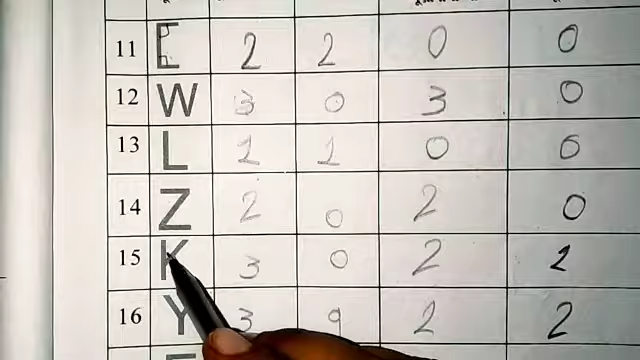 11 [ 2 2 0 0
12 W 3 0 3 0
13 L 1 1 0 0
14 Z 2 0 2 0
15 K 3 0 2 2
16 Y 3 9 2 2